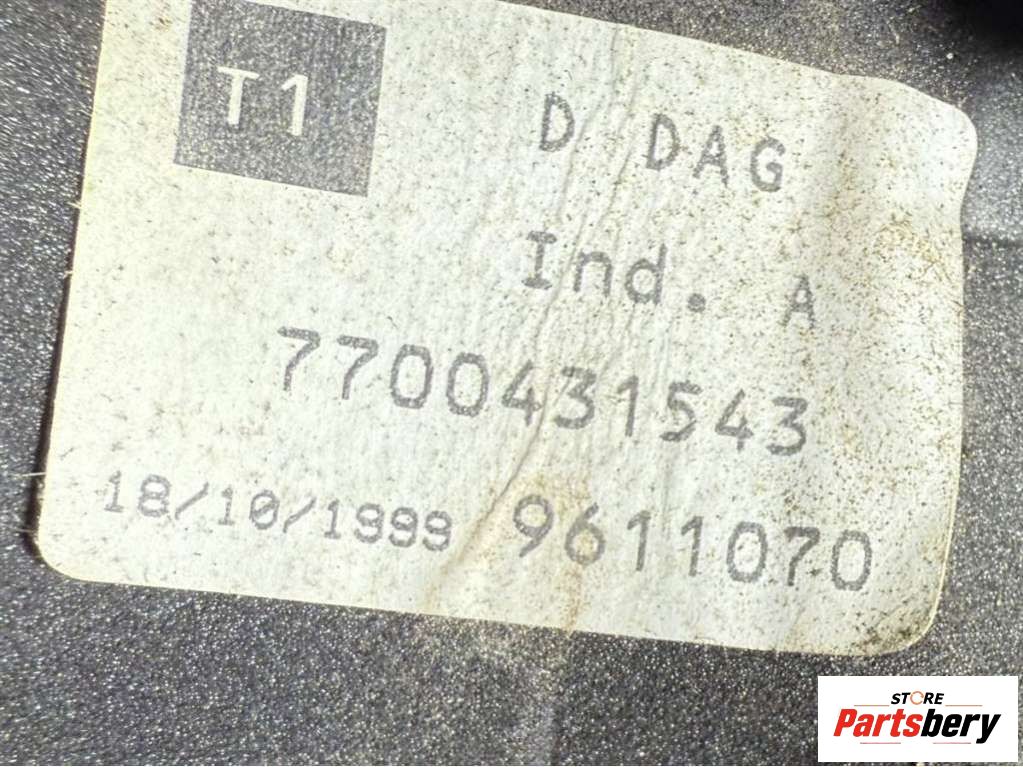 T1
D DAG
Ind. A
7700431543
18/10/1999 9611070
STORE
Partsbery